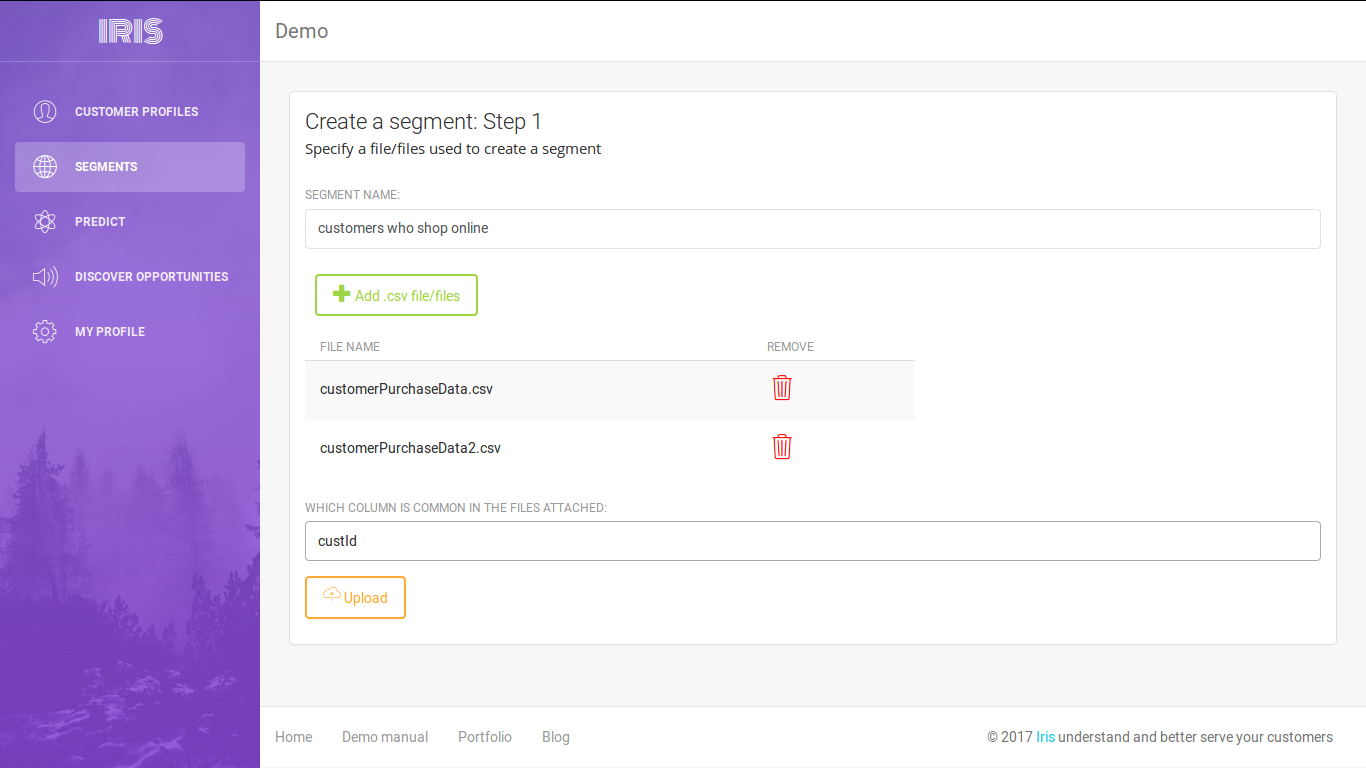 IRIS
Demo
CUSTOMER PROFILES
SEGMENTS
PREDICT
DISCOVER OPPORTUNITIES
MY PROFILE
Create a segment: Step 1
Specify a file/files used to create a segment
SEGMENT NAME:
customers who shop online
Add .csv file/files
FILE NAME REMOVE
customerPurchaseData.csv
customerPurchaseData2.csv
WHICH COLUMN IS COMMON IN THE FILES ATTACHED:
custId
Upload
Home Demo manual Portfolio Blog © 2017 Iris understand and better serve your customers